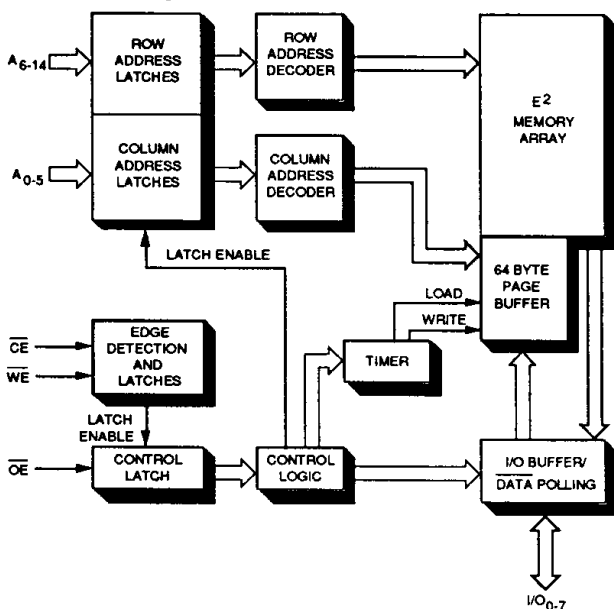 A6-14
ROW
ADDRESS
LATCHES
ROW
ADDRESS
DECODER
E2
MEMORY
ARRAY
A0-5
COLUMN
ADDRESS
LATCHES
COLUMN
ADDRESS
DECODER
LATCH ENABLE
64 BYTE
PAGE
BUFFER
LOAD
WRITE
CE
WE
EDGE
DETECTION
AND
LATCHES
TIMER
LATCH
ENABLE
OE
CONTROL
LATCH
CONTROL
LOGIC
I/O BUFFER/
DATA POLLING
I/O0-7